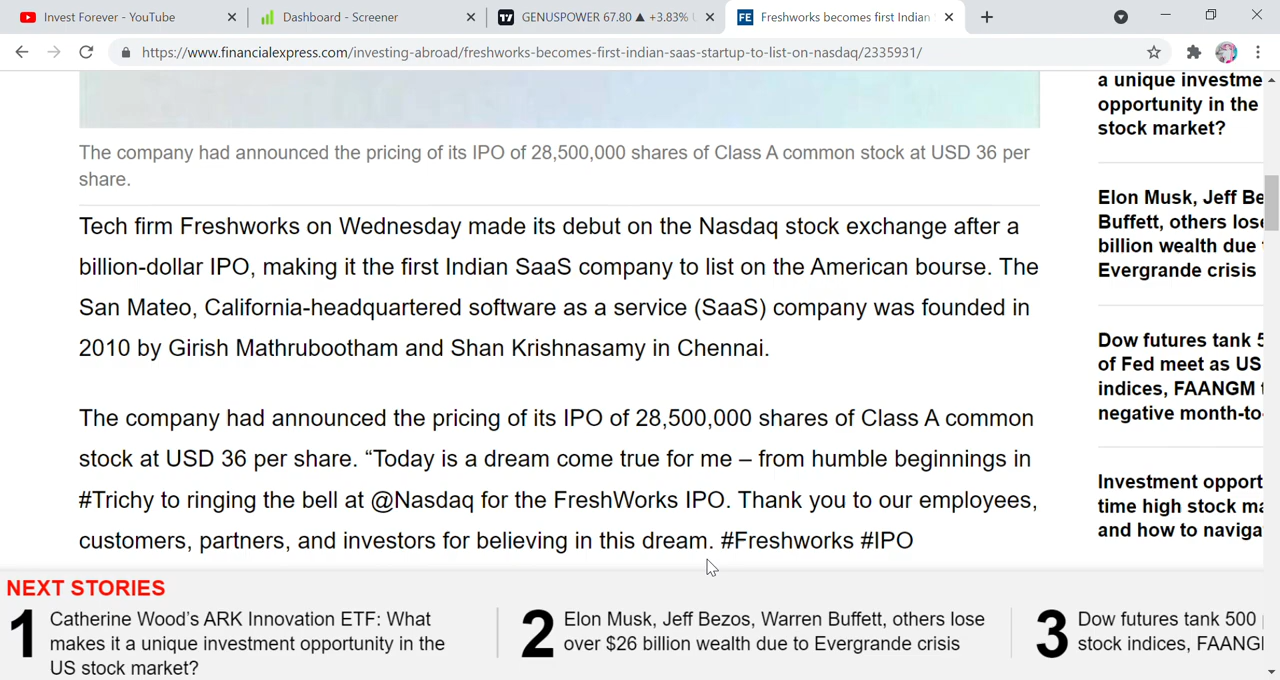 Invest Forever - YouTube
Dashboard - Screener
GENUSPOWER 67.80 ▲ +3.83%
Freshworks becomes first Indian
https://www.financialexpress.com/investing-abroad/freshworks-becomes-first-indian-saas-startup-to-list-on-nasdaq/2335931/
The company had announced the pricing of its IPO of 28,500,000 shares of Class A common stock at USD 36 per
share.
Tech firm Freshworks on Wednesday made its debut on the Nasdaq stock exchange after a
billion-dollar IPO, making it the first Indian SaaS company to list on the American bourse. The
San Mateo, California-headquartered software as a service (SaaS) company was founded in
2010 by Girish Mathrubootham and Shan Krishnasamy in Chennai.
The company had announced the pricing of its IPO of 28,500,000 shares of Class A common
stock at USD 36 per share. “Today is a dream come true for me – from humble beginnings in
#Trichy to ringing the bell at @Nasdaq for the FreshWorks IPO. Thank you to our employees,
customers, partners, and investors for believing in this dream. #Freshworks #IPO
a unique investme
opportunity in the
stock market?
Elon Musk, Jeff Be
Buffett, others lose
billion wealth due
Evergrande crisis
Dow futures tank 5
of Fed meet as US
indices, FAANGM
negative month-to-
Investment opport
time high stock ma
and how to naviga
NEXT STORIES
1
Catherine Wood’s ARK Innovation ETF: What
makes it a unique investment opportunity in the
US stock market?
2
Elon Musk, Jeff Bezos, Warren Buffett, others lose
over $26 billion wealth due to Evergrande crisis
3
Dow futures tank 500
stock indices, FAANG